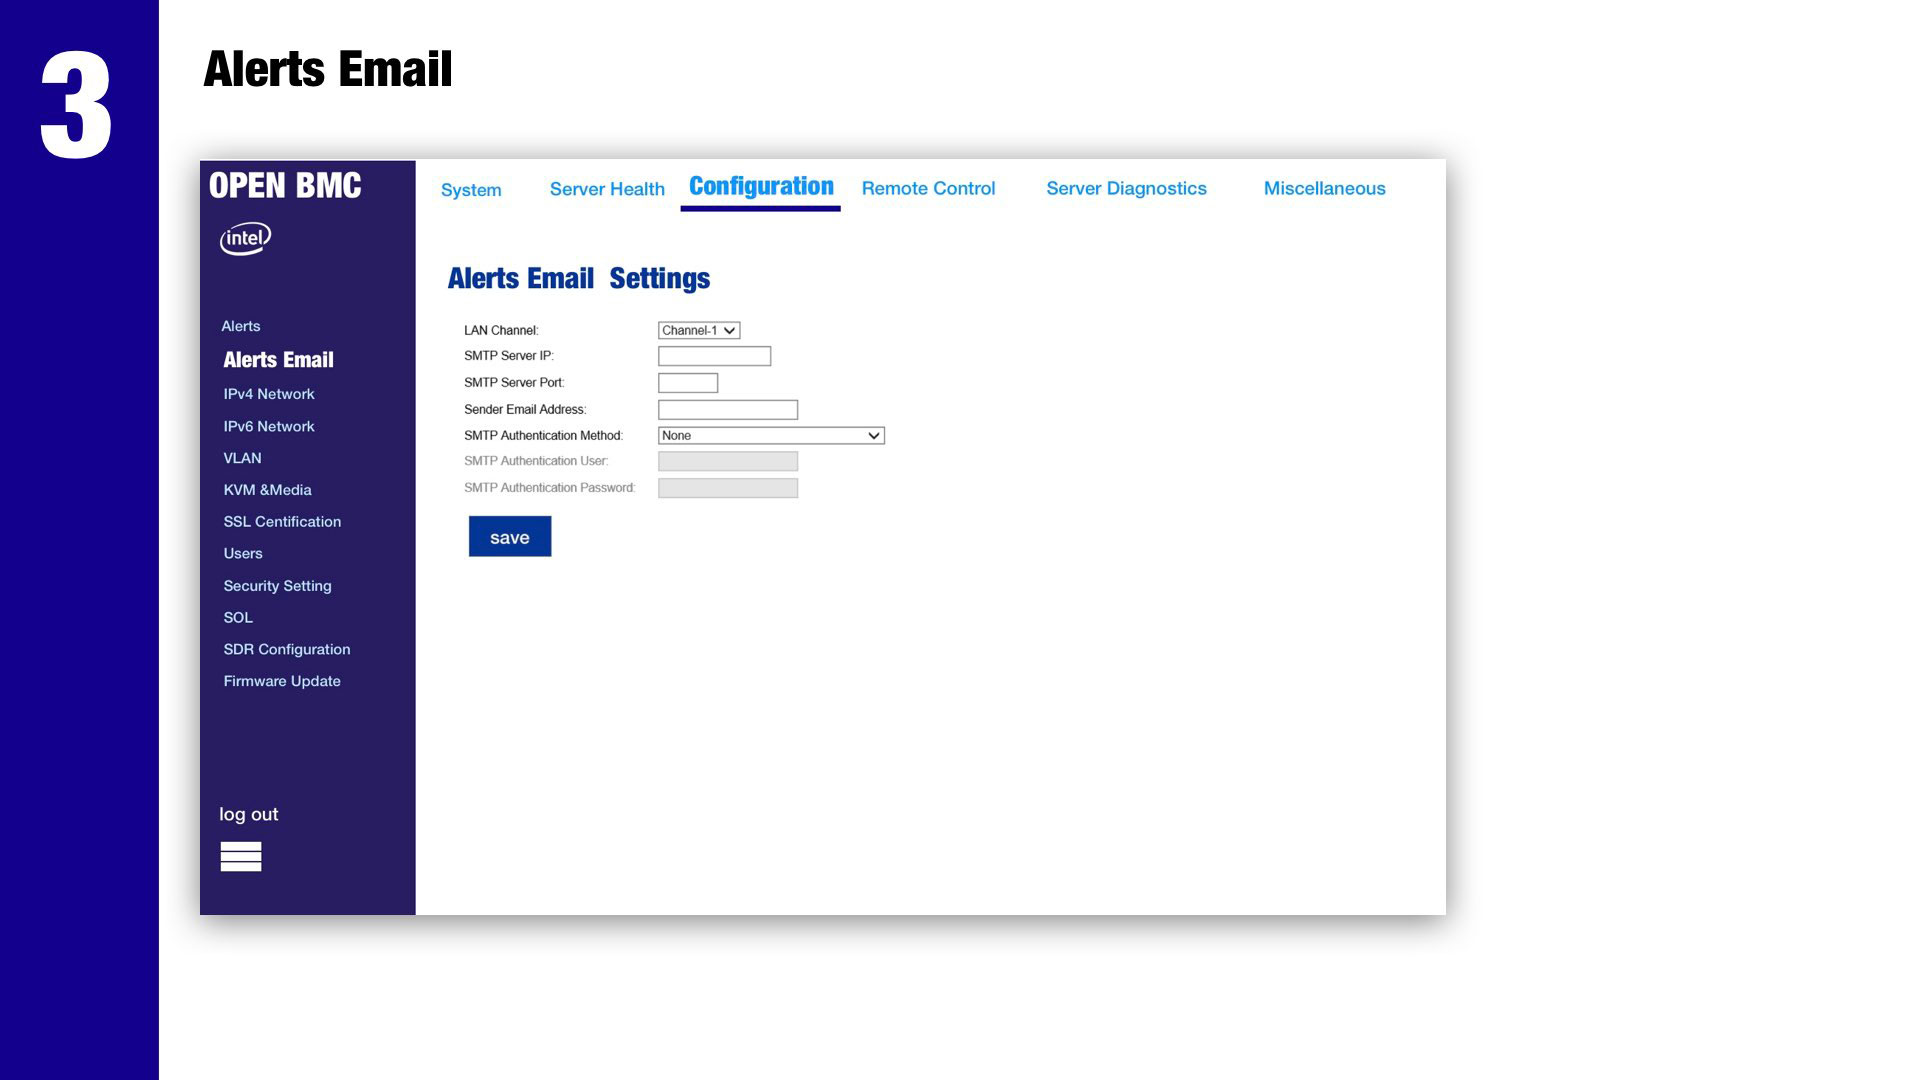 3
Alerts Email
OPEN BMC
intel
System Server Health Configuration Remote Control Server Diagnostics Miscellaneous
Alerts
Alerts Email
IPv4 Network
IPv6 Network
VLAN
KVM &Media
SSL Centification
Users
Security Setting
SOL
SDR Configuration
Firmware Update
log out
Alerts Email Settings
LAN Channel: Channel-1
SMTP Server IP:
SMTP Server Port:
Sender Email Address:
SMTP Authentication Method: None
SMTP Authentication User:
SMTP Authentication Password:
save